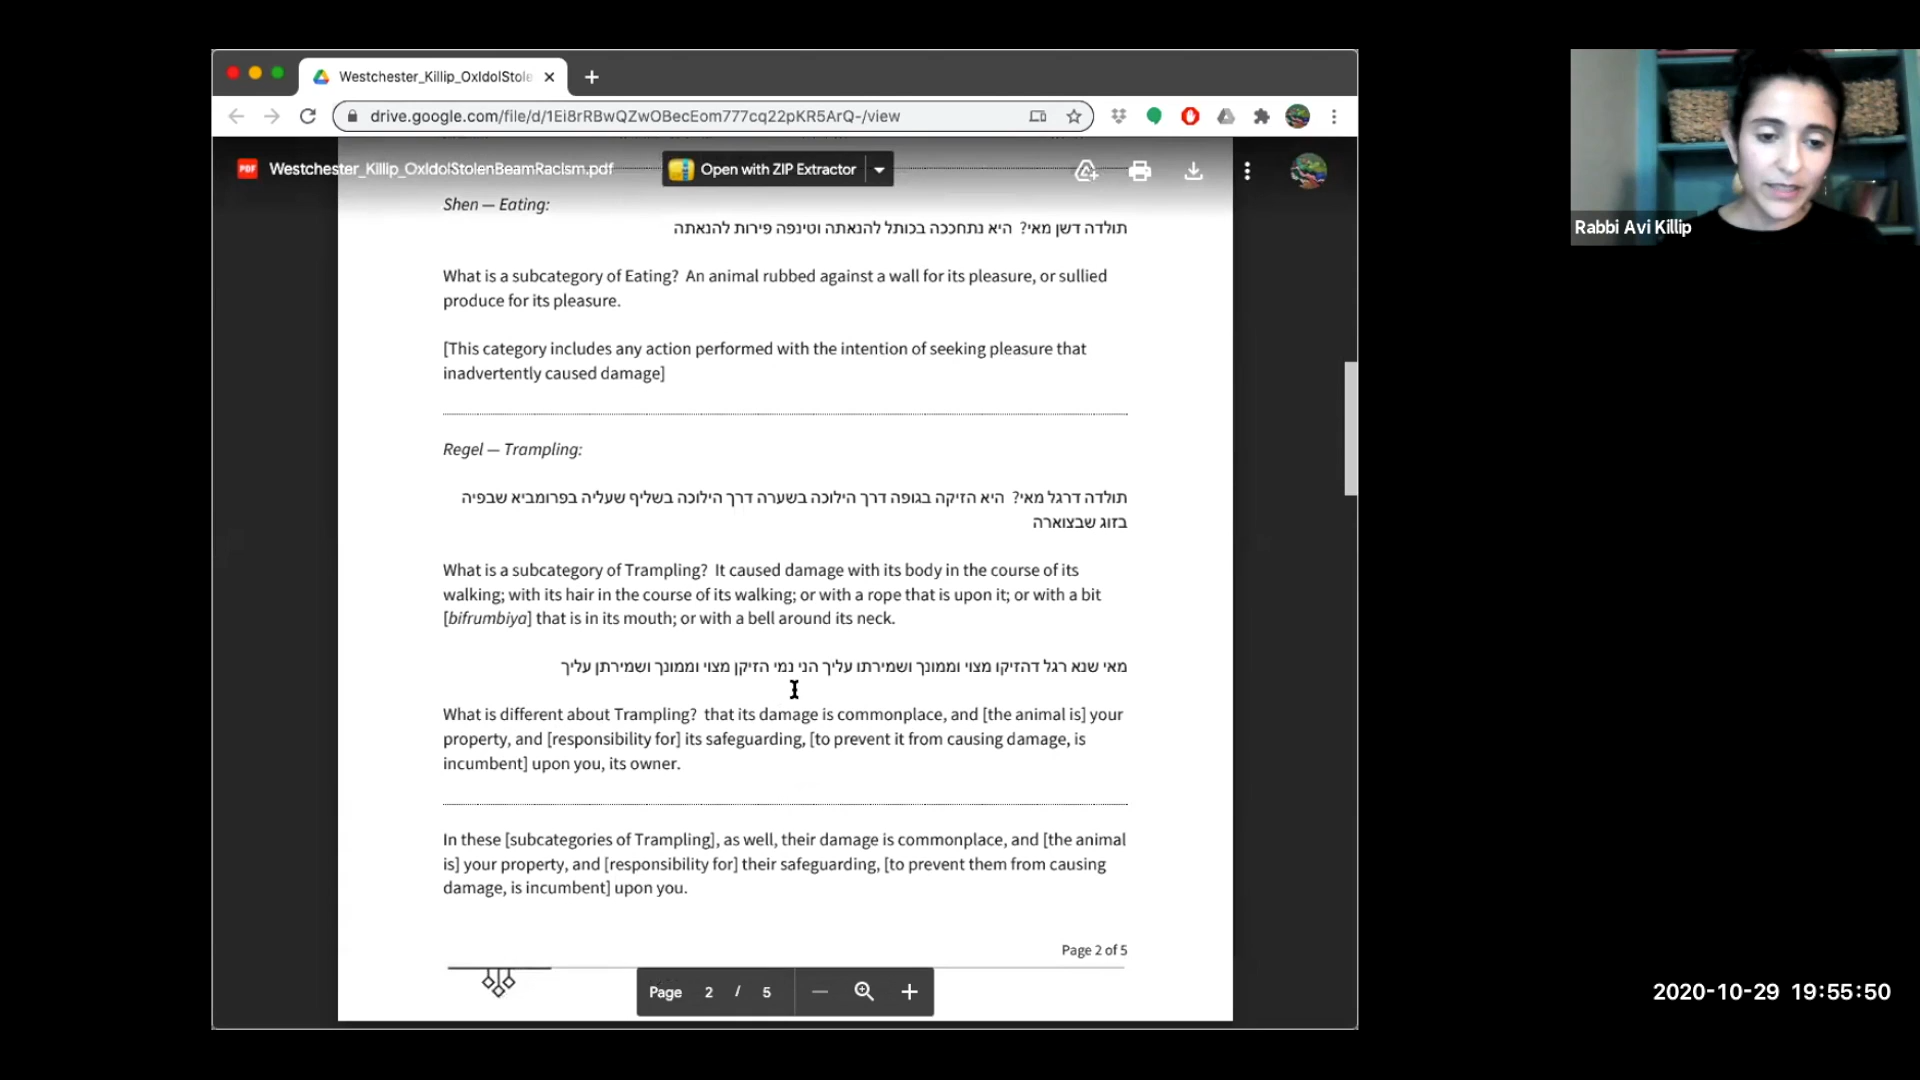 Westchester_Killip_OxIdolStole
drive.google.com/file/d/1Ei8rRBwQZwOBecEom777cq22pKR5ArQ-/view
PDF Westchester_Killip_OxIdolStolenBeamRacism.pdf
Open with ZIP Extractor
Shen — Eating:
תולדה דשן מאי? היא נתחככה בכותל להנאתה וטינפה פירות להנאתה
What is a subcategory of Eating? An animal rubbed against a wall for its pleasure, or sullied
produce for its pleasure.
[This category includes any action performed with the intention of seeking pleasure that
inadvertently caused damage]
Regel — Trampling:
תולדה דרגל מאי? היא הזיקה בגופה דרך הילוכה בשערה דרך הילוכה בשליף שעליה בפרומביא שבפיה
בזוג שבצוארה
What is a subcategory of Trampling? It caused damage with its body in the course of its
walking; with its hair in the course of its walking; or with a rope that is upon it; or with a bit
[bifrumbiya] that is in its mouth; or with a bell around its neck.
מאי שנא רגל דהזיקו מצוי וממונך ושמירתו עליך הני נמי הזיקן מצוי וממונך ושמירתן עליך
What is different about Trampling? that its damage is commonplace, and [the animal is] your
property, and [responsibility for] its safeguarding, [to prevent it from causing damage, is
incumbent] upon you, its owner.
In these [subcategories of Trampling], as well, their damage is commonplace, and [the animal
is] your property, and [responsibility for] their safeguarding, [to prevent them from causing
damage, is incumbent] upon you.
Page 2 of 5
Page 2 / 5
Rabbi Avi Killip
2020-10-29 19:55:50